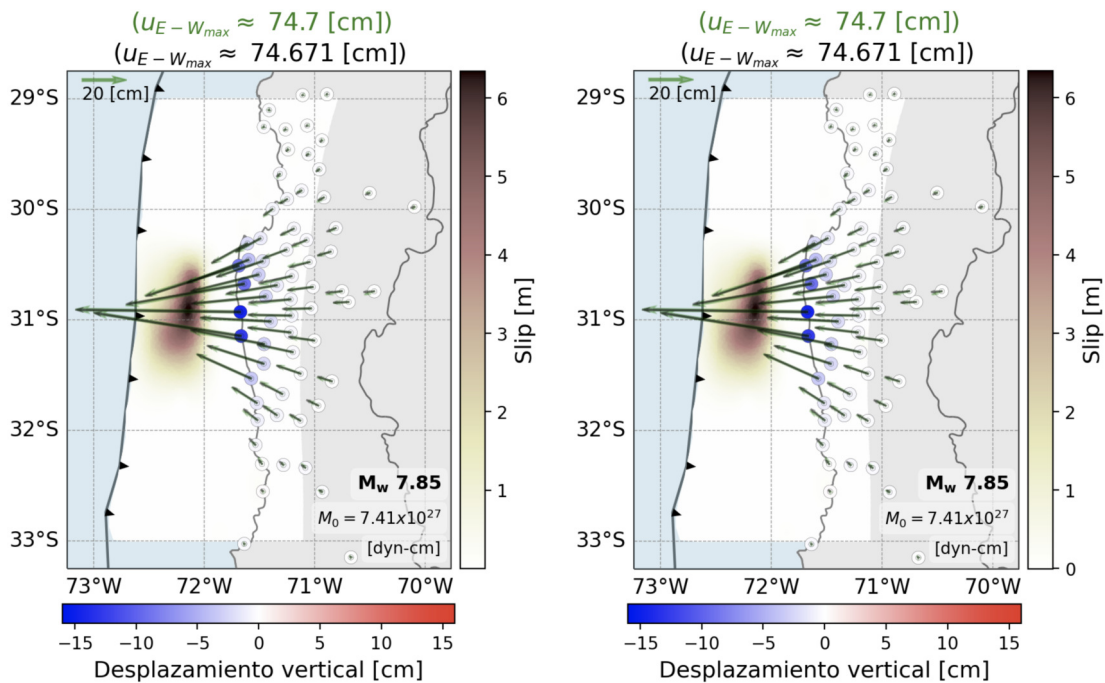 (u_{E-W_{max}} ≈ 74.7 [cm])
(u_{E-W_{max}} ≈ 74.671 [cm])
20 [cm]
29°S
30°S
31°S
32°S
33°S
73°W
72°W
71°W
70°W
M_w 7.85
M_0 = 7.41x10^{27}
[dyn-cm]
6
5
4
3
2
1
Slip [m]
−15
−10
−5
0
5
10
15
Desplazamiento vertical [cm]
(u_{E-W_{max}} ≈ 74.7 [cm])
(u_{E-W_{max}} ≈ 74.671 [cm])
20 [cm]
29°S
30°S
31°S
32°S
33°S
73°W
72°W
71°W
70°W
M_w 7.85
M_0 = 7.41x10^{27}
[dyn-cm]
6
5
4
3
2
1
0
Slip [m]
−15
−10
−5
0
5
10
15
Desplazamiento vertical [cm]